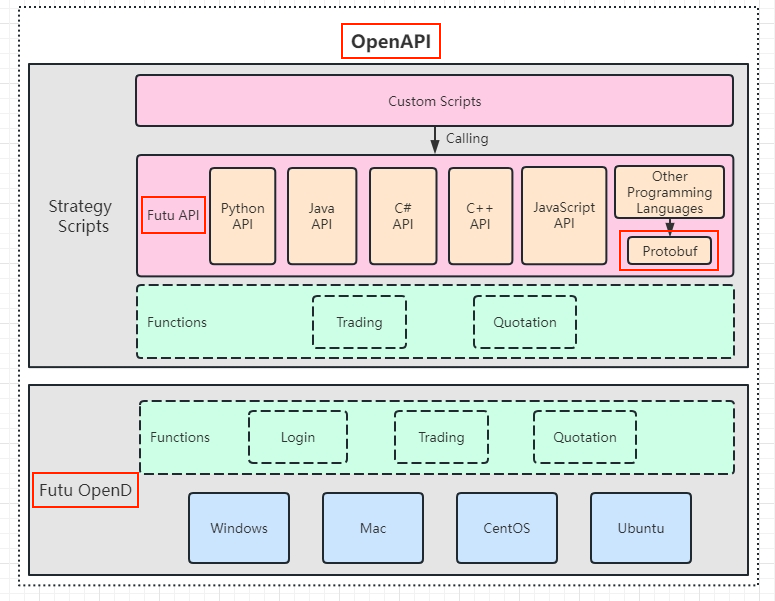 OpenAPI
Custom Scripts
Calling
Strategy
Scripts
Futu API
Python
API
Java
API
C#
API
C++
API
JavaScript
API
Other
Programming
Languages
Protobuf
Functions
Trading
Quotation
Functions
Login
Trading
Quotation
Futu OpenD
Windows
Mac
CentOS
Ubuntu